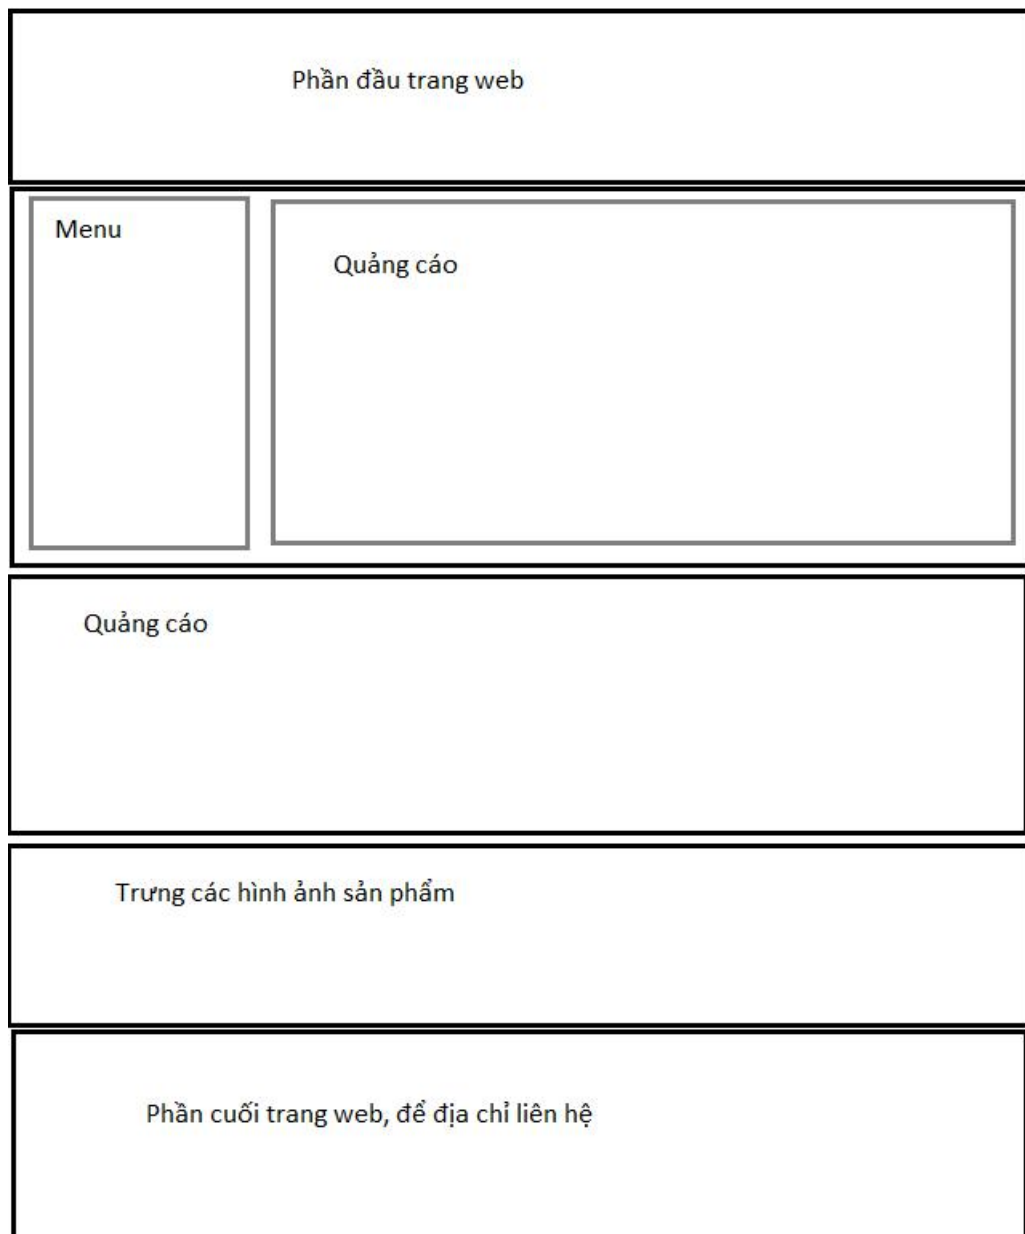 Phần đầu trang web
Menu
Quảng cáo
Quảng cáo
Trưng các hình ảnh sản phẩm
Phần cuối trang web, để địa chỉ liên hệ